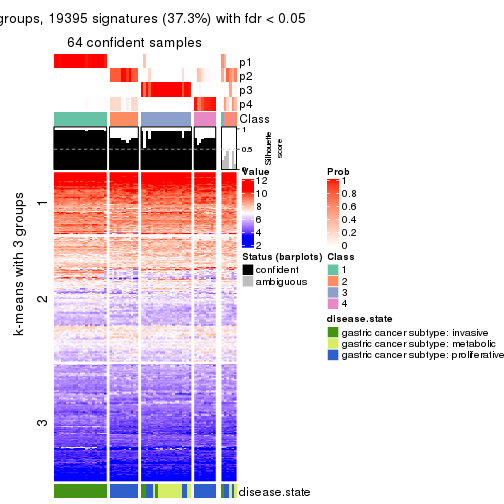 groups, 19395 signatures (37.3%) with fdr < 0.05
64 confident samples
p1
p2
p3
p4
Class
1
0.5
0
Silhouette
score
k-means with 3 groups
1
2
3
Value
12
10
8
6
4
2
Prob
1
0.8
0.6
0.4
0.2
0
Status (barplots)
confident
ambiguous
Class
1
2
3
4
disease.state
gastric cancer subtype: invasive
gastric cancer subtype: metabolic
gastric cancer subtype: proliferative
disease.state